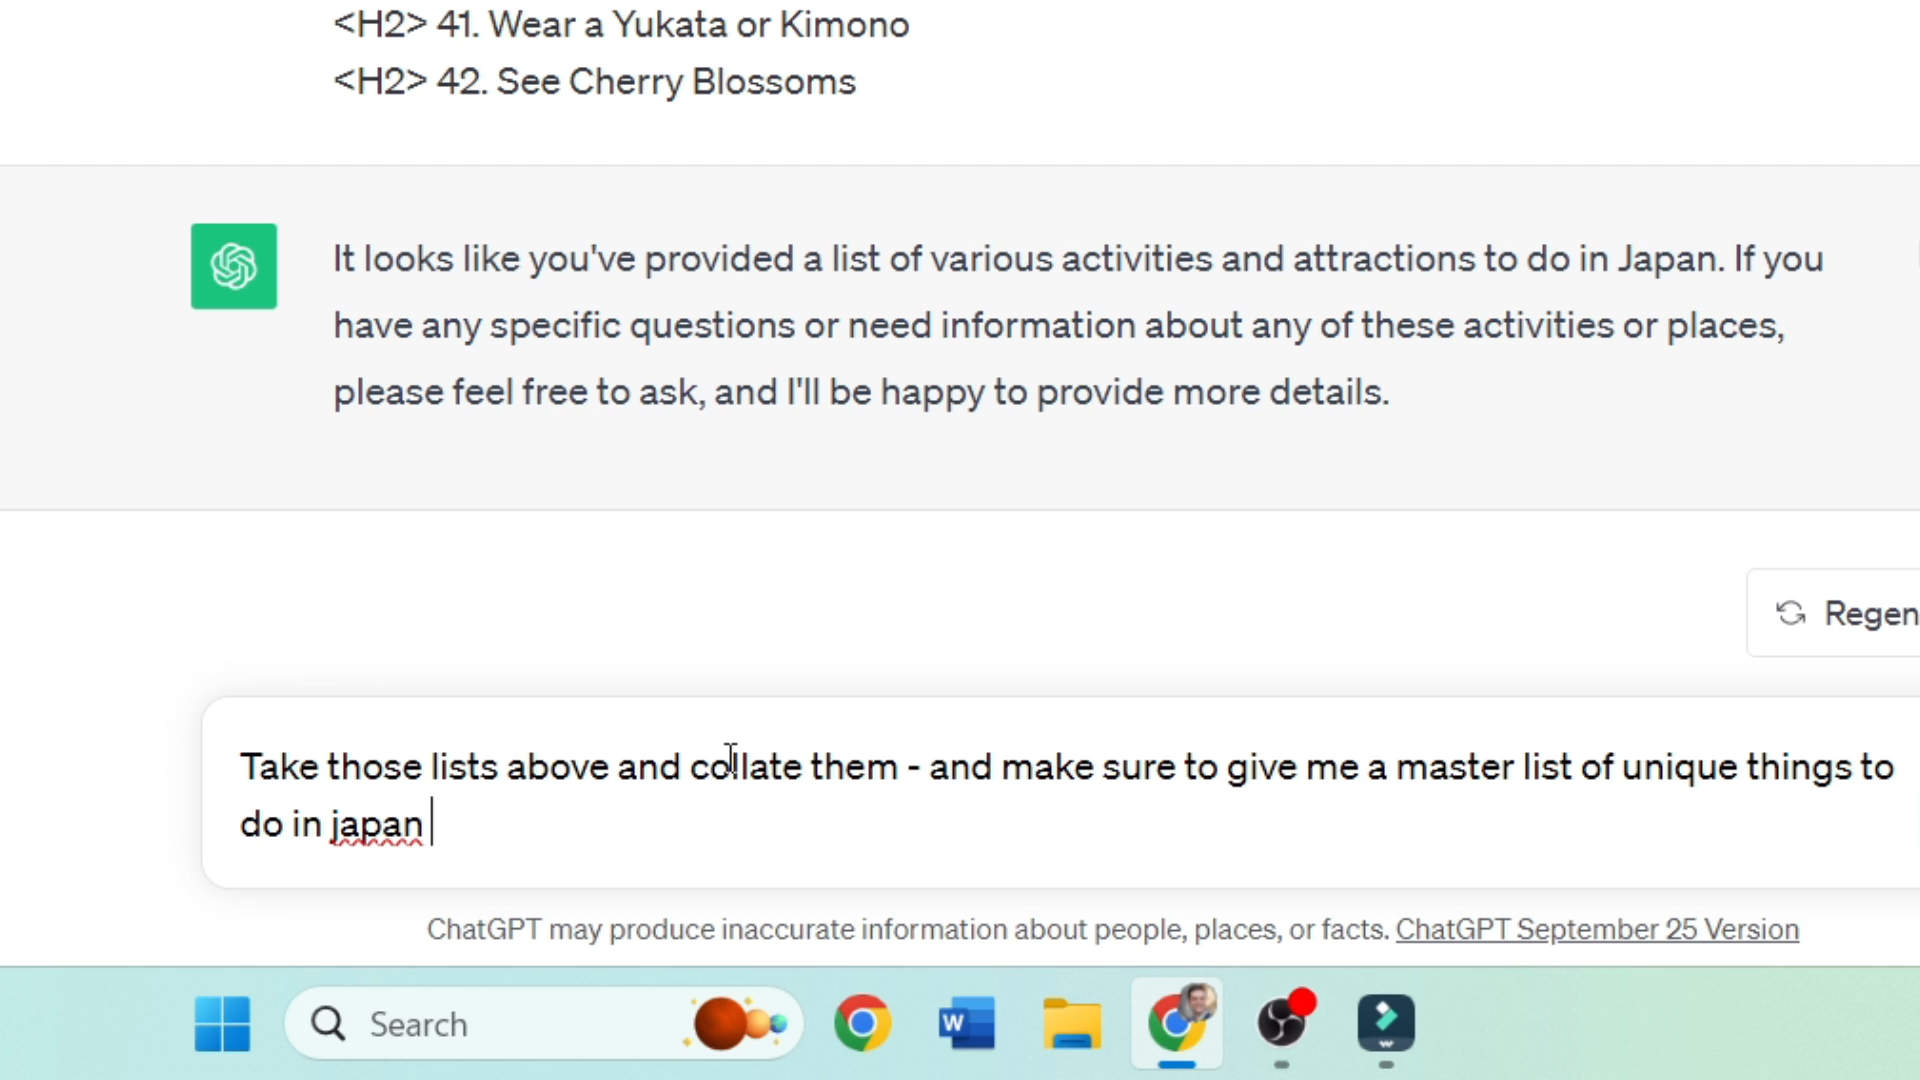 <H2> 41. Wear a Yukata or Kimono
<H2> 42. See Cherry Blossoms
It looks like you've provided a list of various activities and attractions to do in Japan. If you
have any specific questions or need information about any of these activities or places,
please feel free to ask, and I'll be happy to provide more details.
Regen
Take those lists above and collate them - and make sure to give me a master list of unique things to
do in japan
ChatGPT may produce inaccurate information about people, places, or facts. ChatGPT September 25 Version
Search
W